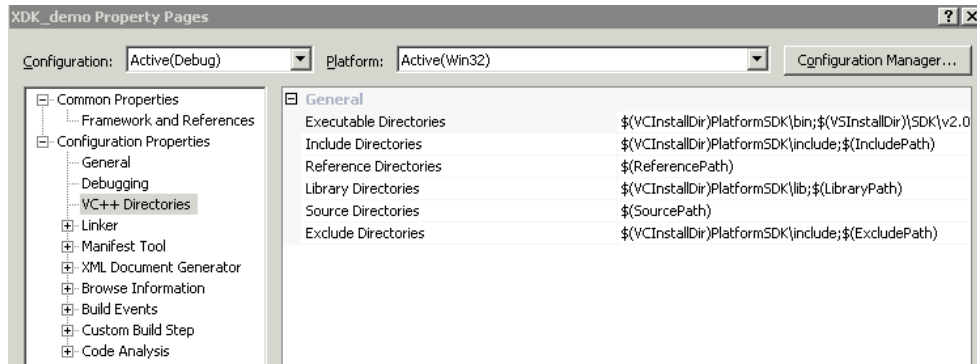 XDK_demo Property Pages
Configuration: Active(Debug) Platform: Active(Win32) Configuration Manager...
Common Properties
Framework and References
Configuration Properties
General
Debugging
VC++ Directories
Linker
Manifest Tool
XML Document Generator
Browse Information
Build Events
Custom Build Step
Code Analysis
General
Executable Directories $(VCInstallDir)PlatformSDK\bin;$(VSInstallDir)\SDK\v2.0
Include Directories $(VCInstallDir)PlatformSDK\include;$(IncludePath)
Reference Directories $(ReferencePath)
Library Directories $(VCInstallDir)PlatformSDK\lib;$(LibraryPath)
Source Directories $(SourcePath)
Exclude Directories $(VCInstallDir)PlatformSDK\include;$(ExcludePath)